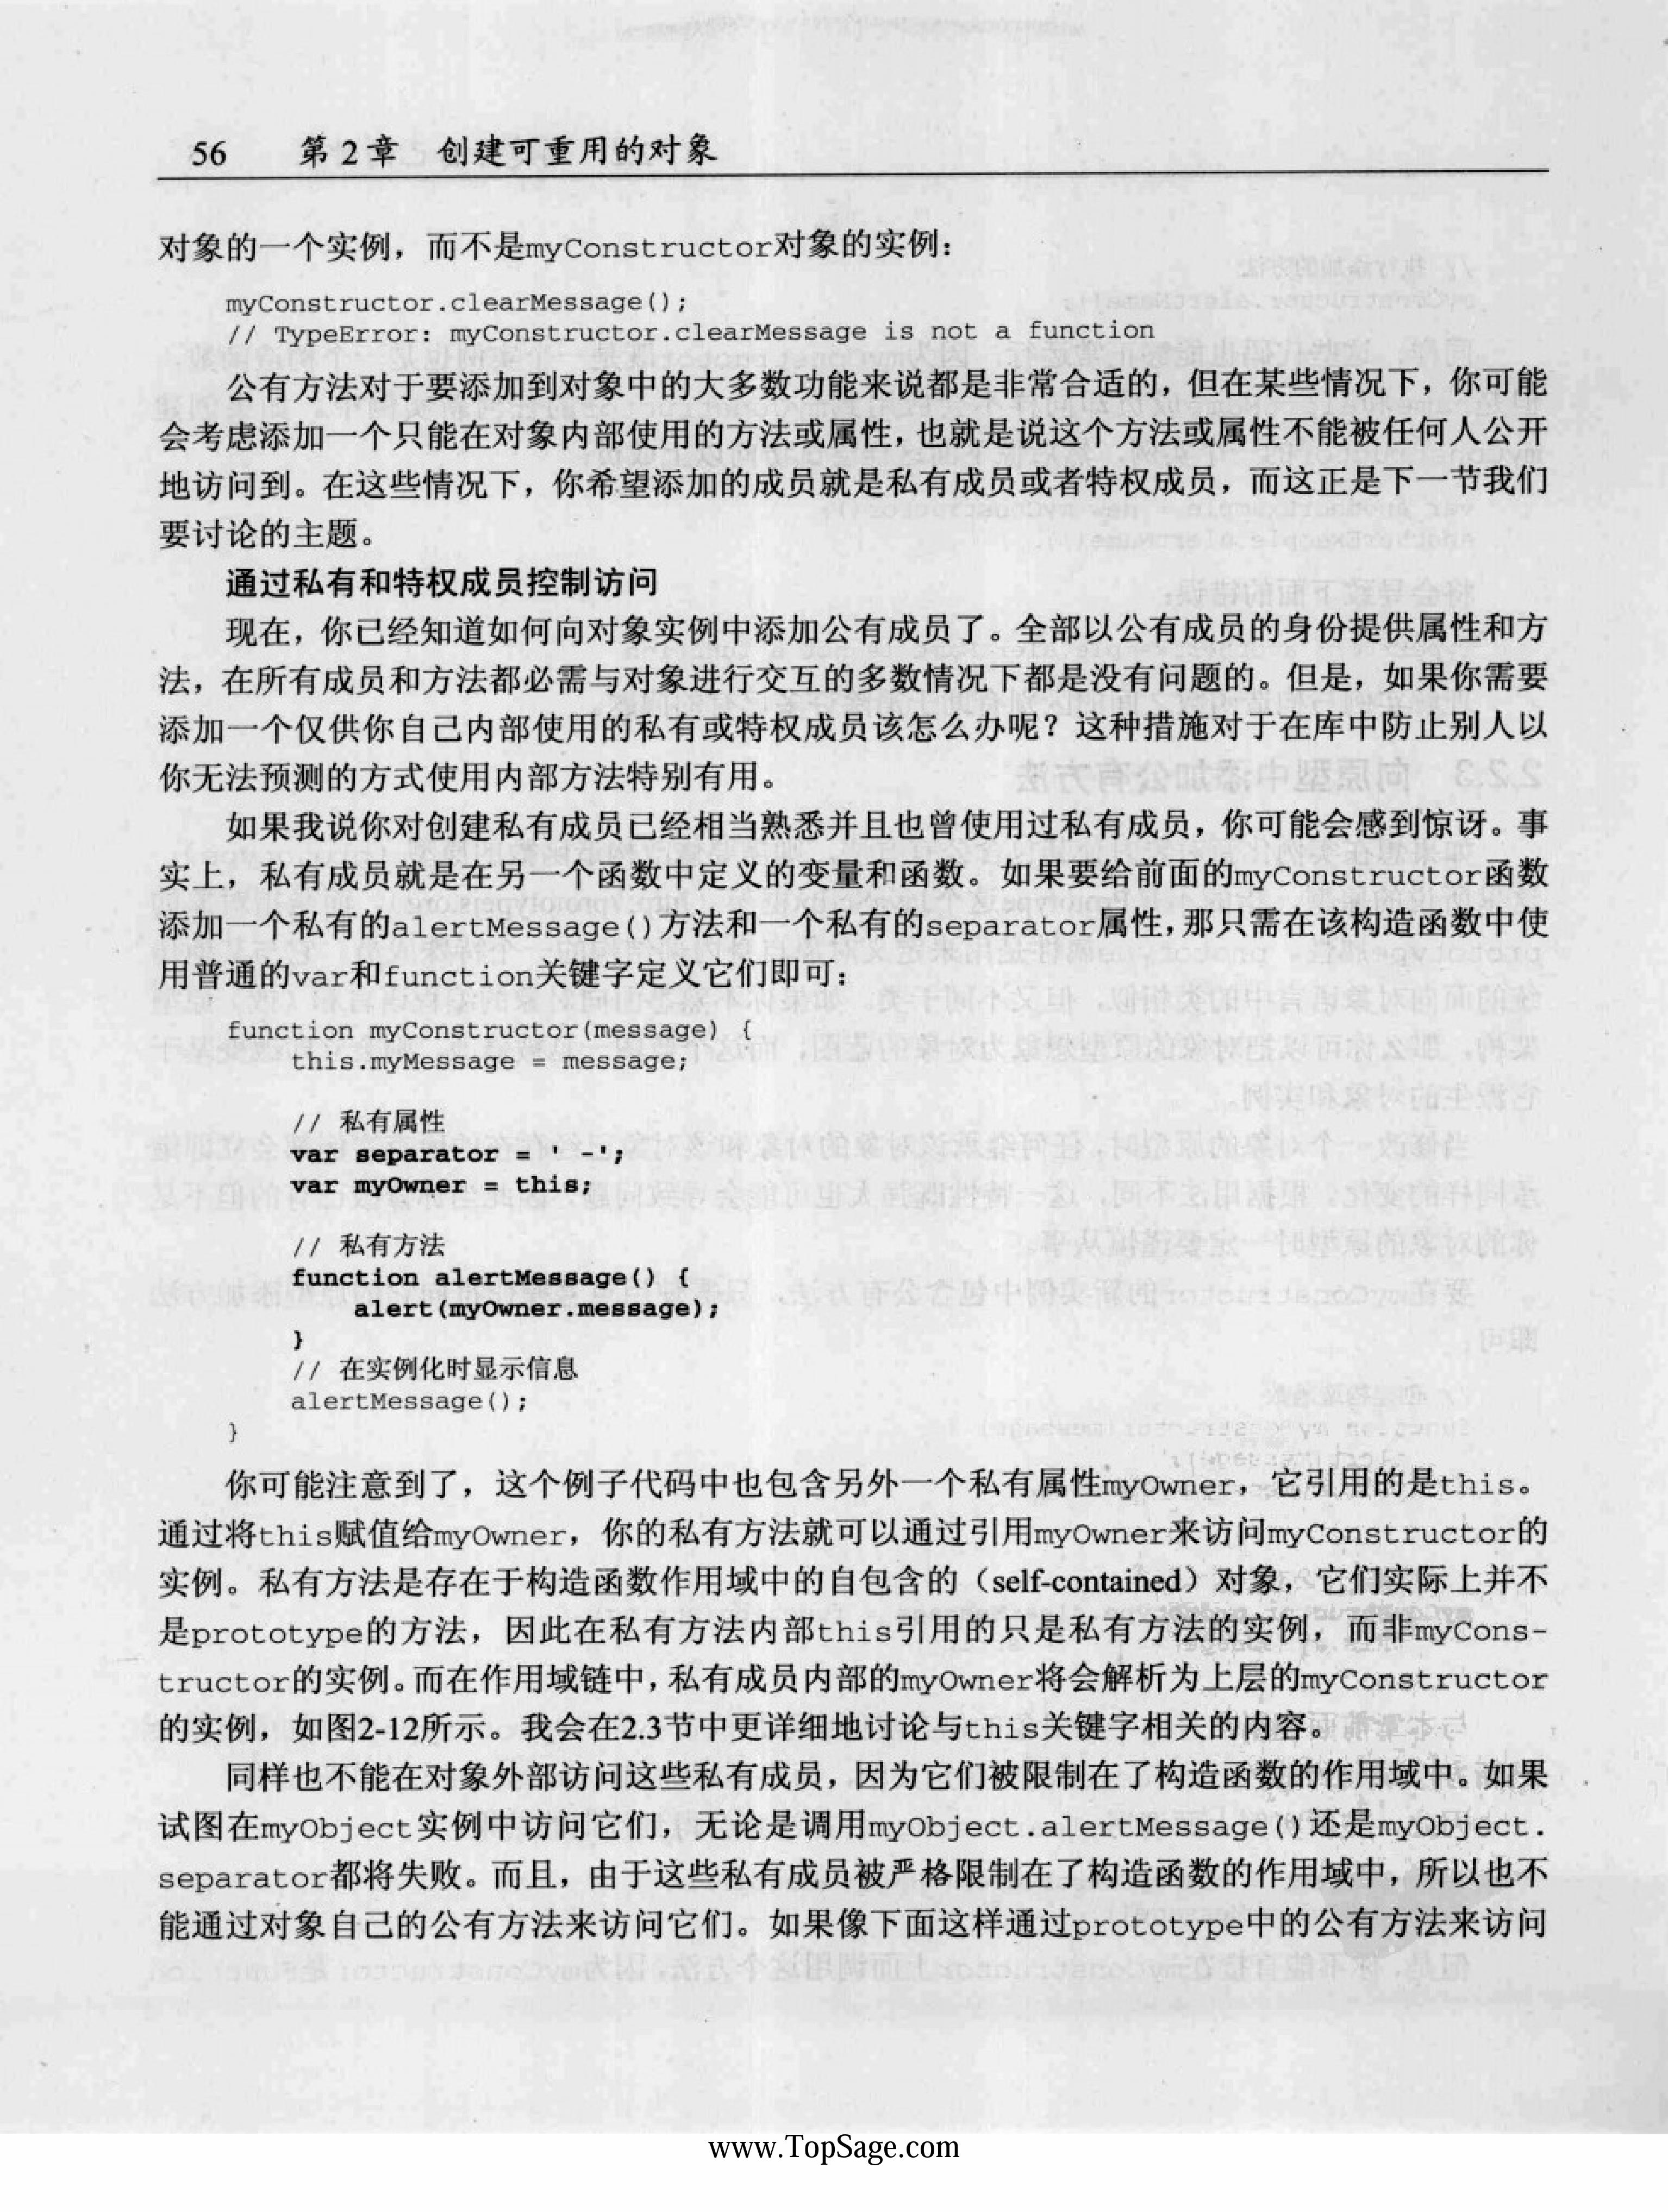 56 第2章 创建可重用的对象
对象的一个实例，而不是myConstructor对象的实例：
myConstructor.clearMessage();
// TypeError: myConstructor.clearMessage is not a function
公有方法对于要添加到对象中的大多数功能来说都是非常合适的，但在某些情况下，你可能
会考虑添加一个只能在对象内部使用的方法或属性，也就是说这个方法或属性不能被任何人公开
地访问到。在这些情况下，你希望添加的成员就是私有成员或者特权成员，而这正是下一节我们
要讨论的主题。
通过私有和特权成员控制访问
现在，你已经知道如何向对象实例中添加公有成员了。全部以公有成员的身份提供属性和方
法，在所有成员和方法都必需与对象进行交互的多数情况下都是没有问题的。但是，如果你需要
添加一个仅供你自己内部使用的私有或特权成员该怎么办呢？这种措施对于在库中防止别人以
你无法预测的方式使用内部方法特别有用。
如果我说你对创建私有成员已经相当熟悉并且也曾使用过私有成员，你可能会感到惊讶。事
实上，私有成员就是在另一个函数中定义的变量和函数。如果要给前面的myConstructor函数
添加一个私有的alertMessage()方法和一个私有的separator属性，那只需在该构造函数中使
用普通的var和function关键字定义它们即可：
function myConstructor(message) {
this.myMessage = message;
// 私有属性
var separator = ' -';
var myOwner = this;
// 私有方法
function alertMessage() {
alert(myOwner.message);
}
// 在实例化时显示信息
alertMessage();
}
你可能注意到了，这个例子代码中也包含另外一个私有属性myOwner，它引用的是this。
通过将this赋值给myOwner，你的私有方法就可以通过引用myOwner来访问myConstructor的
实例。私有方法是存在于构造函数作用域中的自包含的（self-contained）对象，它们实际上并不
是prototype的方法，因此在私有方法内部this引用的只是私有方法的实例，而非myCons-
tructor的实例。而在作用域链中，私有成员内部的myOwner将会解析为上层的myConstructor
的实例，如图2-12所示。我会在2.3节中更详细地讨论与this关键字相关的内容。
同样也不能在对象外部访问这些私有成员，因为它们被限制在了构造函数的作用域中。如果
试图在myObject实例中访问它们，无论是调用myObject.alertMessage()还是myObject.
separator都将失败。而且，由于这些私有成员被严格限制在了构造函数的作用域中，所以也不
能通过对象自己的公有方法来访问它们。如果像下面这样通过prototype中的公有方法来访问
www.TopSage.com